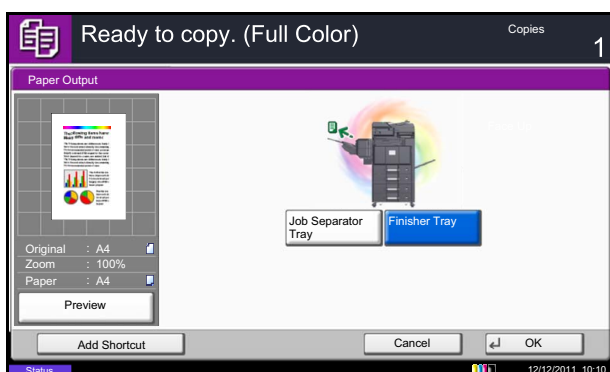 Ready to copy. (Full Color)
Copies
1
Paper Output
Original : A4
Zoom : 100%
Paper : A4
Preview
Job Separator
Tray
Finisher Tray
Add Shortcut
Cancel
OK
Status
12/12/2011 10:10